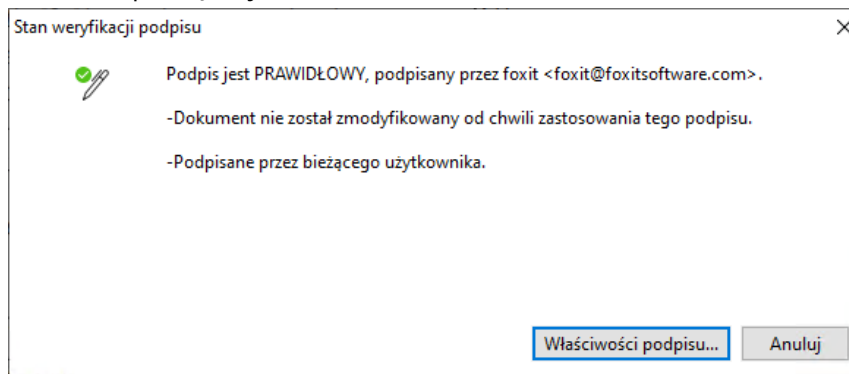 Stan weryfikacji podpisu
Podpis jest PRAWIDŁOWY, podpisany przez foxit <foxit@foxitsoftware.com>.
-Dokument nie został zmodyfikowany od chwili zastosowania tego podpisu.
-Podpisane przez bieżącego użytkownika.
Właściwości podpisu... Anuluj